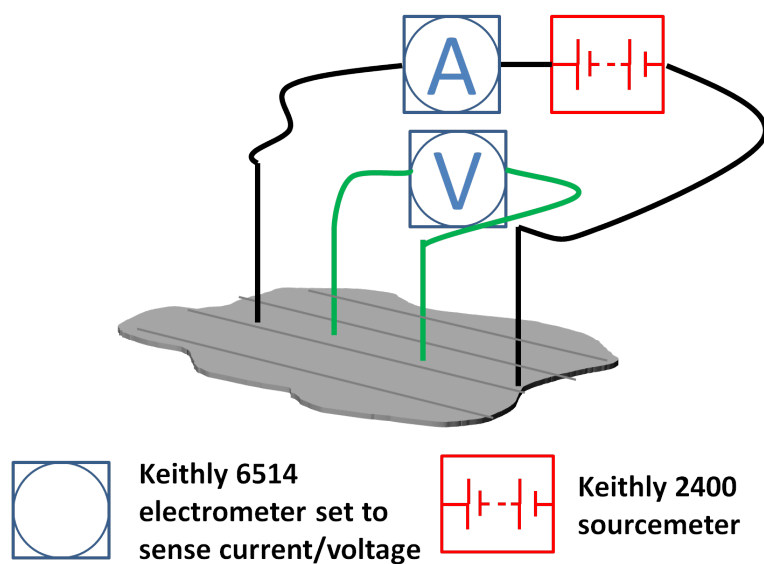 A
V
Keithly 6514
electrometer set to
sense current/voltage
Keithly 2400
sourcemeter